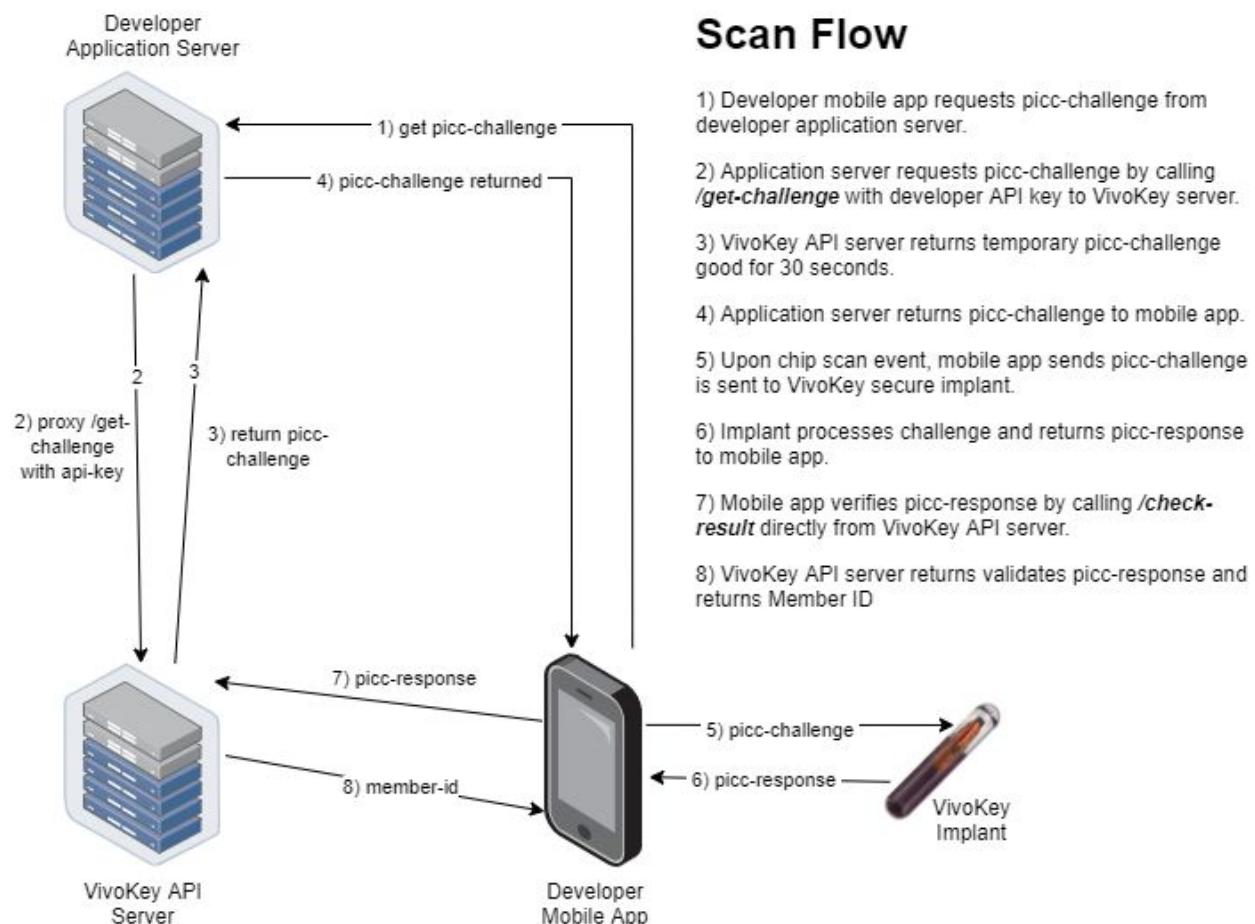 Developer
Application Server
Scan Flow
1) Developer mobile app requests picc-challenge from
developer application server.
2) Application server requests picc-challenge by calling
/get-challenge with developer API key to VivoKey server.
3) VivoKey API server returns temporary picc-challenge
good for 30 seconds.
4) Application server returns picc-challenge to mobile app.
5) Upon chip scan event, mobile app sends picc-challenge
is sent to VivoKey secure implant.
6) Implant processes challenge and returns picc-response
to mobile app.
7) Mobile app verifies picc-response by calling /check-
result directly from VivoKey API server.
8) VivoKey API server returns validates picc-response and
returns Member ID
1) get picc-challenge
4) picc-challenge returned
2
3
2) proxy /get-
challenge
with api-key
3) return picc-
challenge
7) picc-response
8) member-id
5) picc-challenge
6) picc-response
VivoKey
Implant
VivoKey API
Server
Developer
Mobile App